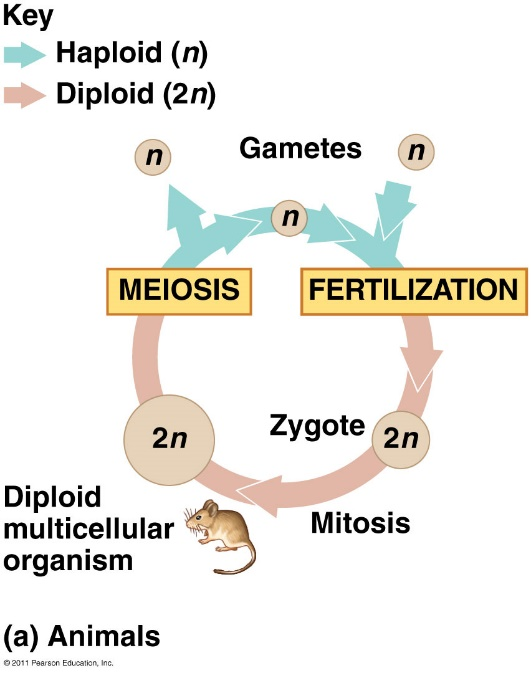 Key
Haploid (n)
Diploid (2n)
n
Gametes
n
n
MEIOSIS
FERTILIZATION
2n
Zygote
2n
Diploid
multicellular
organism
Mitosis
(a) Animals
© 2011 Pearson Education, Inc.